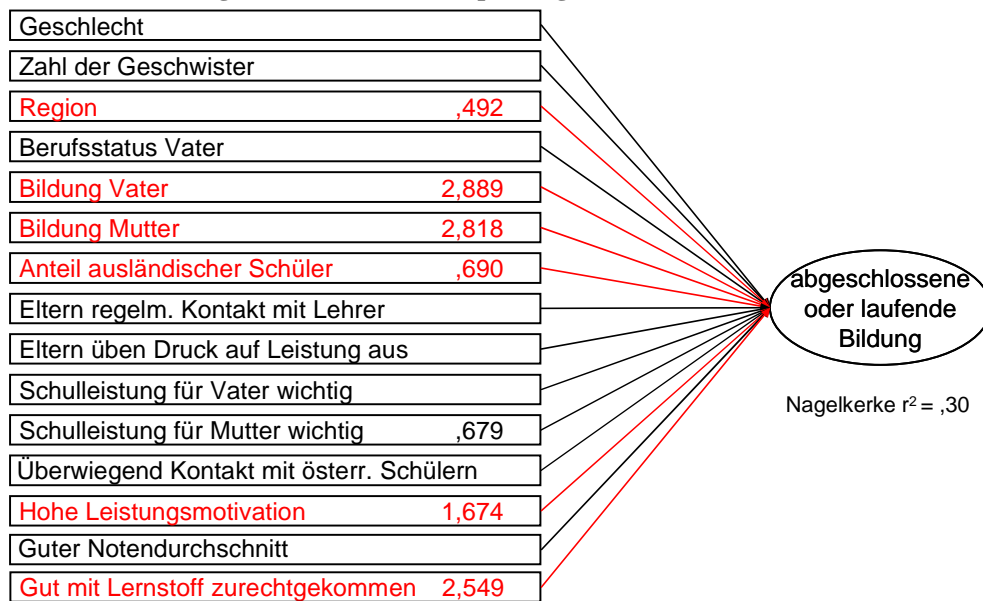 Geschlecht
Zahl der Geschwister
Region ,492
Berufsstatus Vater
Bildung Vater 2,889
Bildung Mutter 2,818
Anteil ausländischer Schüler ,690
Eltern regelm. Kontakt mit Lehrer
Eltern üben Druck auf Leistung aus
Schulleistung für Vater wichtig
Schulleistung für Mutter wichtig ,679
Überwiegend Kontakt mit österr. Schülern
Hohe Leistungsmotivation 1,674
Guter Notendurchschnitt
Gut mit Lernstoff zurechtgekommen 2,549
abgeschlossene
oder laufende
Bildung
Nagelkerke r² = ,30